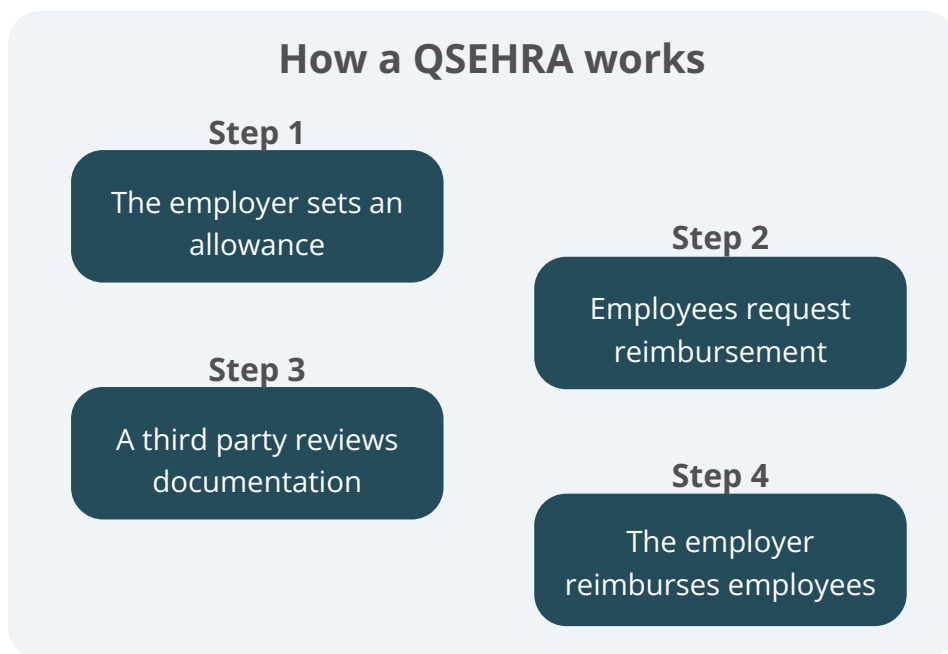 How a QSEHRA works
Step 1
The employer sets an
allowance
Step 2
Employees request
reimbursement
Step 3
A third party reviews
documentation
Step 4
The employer
reimburses employees